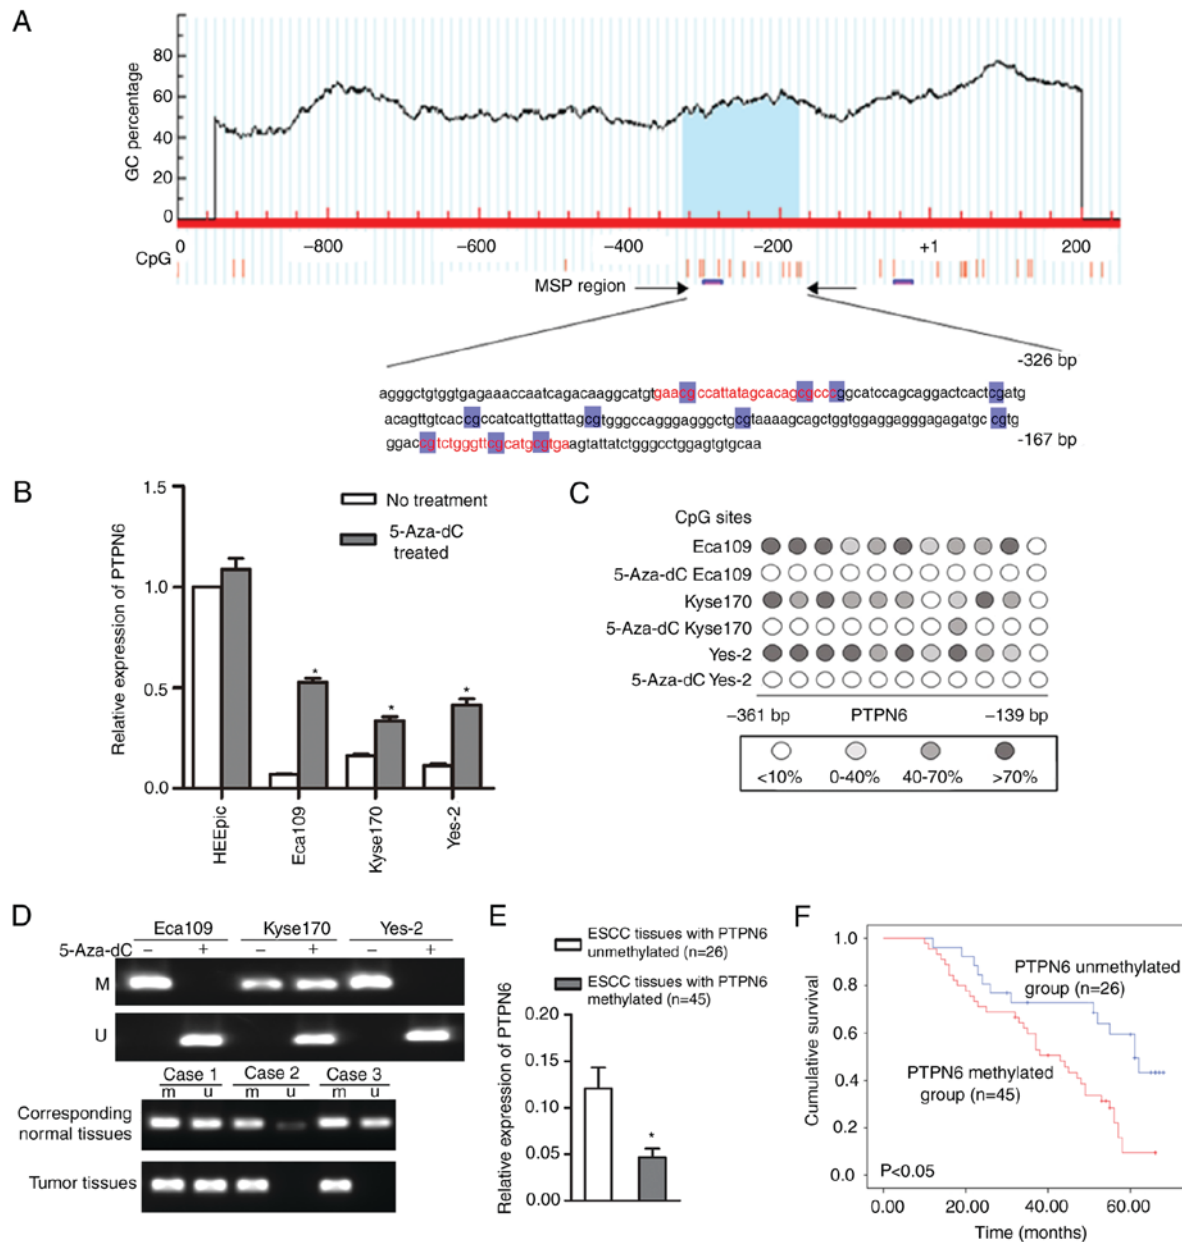 A
GC percentage
80
60
40
20
0
0 −800 −600 −400 −200 +1 200
CpG
MSP region
-326 bp
agggctgtggtgagaaaccaatcagacaaggcatgtgaacgccattatagcacagcgcccggcatccagcaggactcactcgatg
acagttgtcaccgccatcattgttattagcgtgggccagggagggctgcgtaaaagcagctggtggaggagggagagatgccgtg
ggaccgtctgggttcgcatgcgtgaagtattatctgggcctggagtgtgcaa
-167 bp
B
Relative expression of PTPN6
1.5
1.0
0.5
0.0
No treatment
5-Aza-dC
treated
*
*
*
HEEpic
Eca109
Kyse170
Yes-2
C
CpG sites
Eca109
5-Aza-dC Eca109
Kyse170
5-Aza-dC Kyse170
Yes-2
5-Aza-dC Yes-2
−361 bp PTPN6 −139 bp
<10% 0-40% 40-70% >70%
D
Eca109 Kyse170 Yes-2
5-Aza-dC − + − + − +
M
U
Case 1 Case 2 Case 3
m u m u m u
Corresponding
normal tissues
Tumor tissues
E
ESCC tissues with PTPN6
unmethylated (n=26)
ESCC tissues with PTPN6
methylated (n=45)
Relative expression of PTPN6
0.20
0.15
0.10
0.05
0.00
*
F
Cumulative survival
1.0
0.8
0.6
0.4
0.2
0.0
PTPN6 unmethylated
group (n=26)
PTPN6 methylated
group (n=45)
P<0.05
0.00 20.00 40.00 60.00
Time (months)